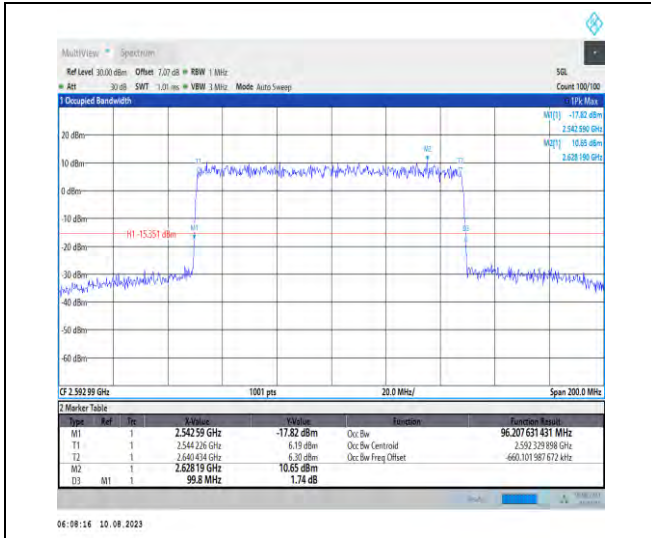 MultiView Spectrum
Ref Level 30.00 dBm Offset 7.07 dB RBW 1 MHz SGL
Att 30 dB SWT 1.01 ms VBW 3 MHz Mode Auto Sweep Count 100/100
1 Occupied Bandwidth 1Pk Max
M1[1] -17.82 dBm
2.542 590 GHz
20 dBm M2[1] 10.65 dBm
2.628 190 GHz
M2
10 dBm T1 T2
0 dBm
-10 dBm
M1
H1 -15.351 dBm D3
-20 dBm
-30 dBm
-40 dBm
-50 dBm
-60 dBm
CF 2.592 99 GHz 1001 pts 20.0 MHz/ Span 200.0 MHz
2 Marker Table
Type Ref Trc X-Value Y-Value Function Function Result
M1 1 2.542 59 GHz -17.82 dBm Occ Bw 96.207 631 431 MHz
T1 1 2.544 226 GHz 6.19 dBm Occ Bw Centroid 2.592 329 898 GHz
T2 1 2.640 434 GHz 6.30 dBm Occ Bw Freq Offset -660.101 987 672 kHz
M2 1 2.628 19 GHz 10.65 dBm
D3 M1 1 99.8 MHz 1.74 dB
06:08:16 10.08.2023